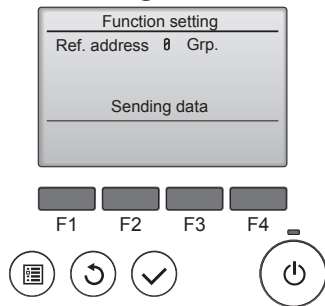 Function setting
Ref. address 0 Grp.
Sending data
F1 F2 F3 F4